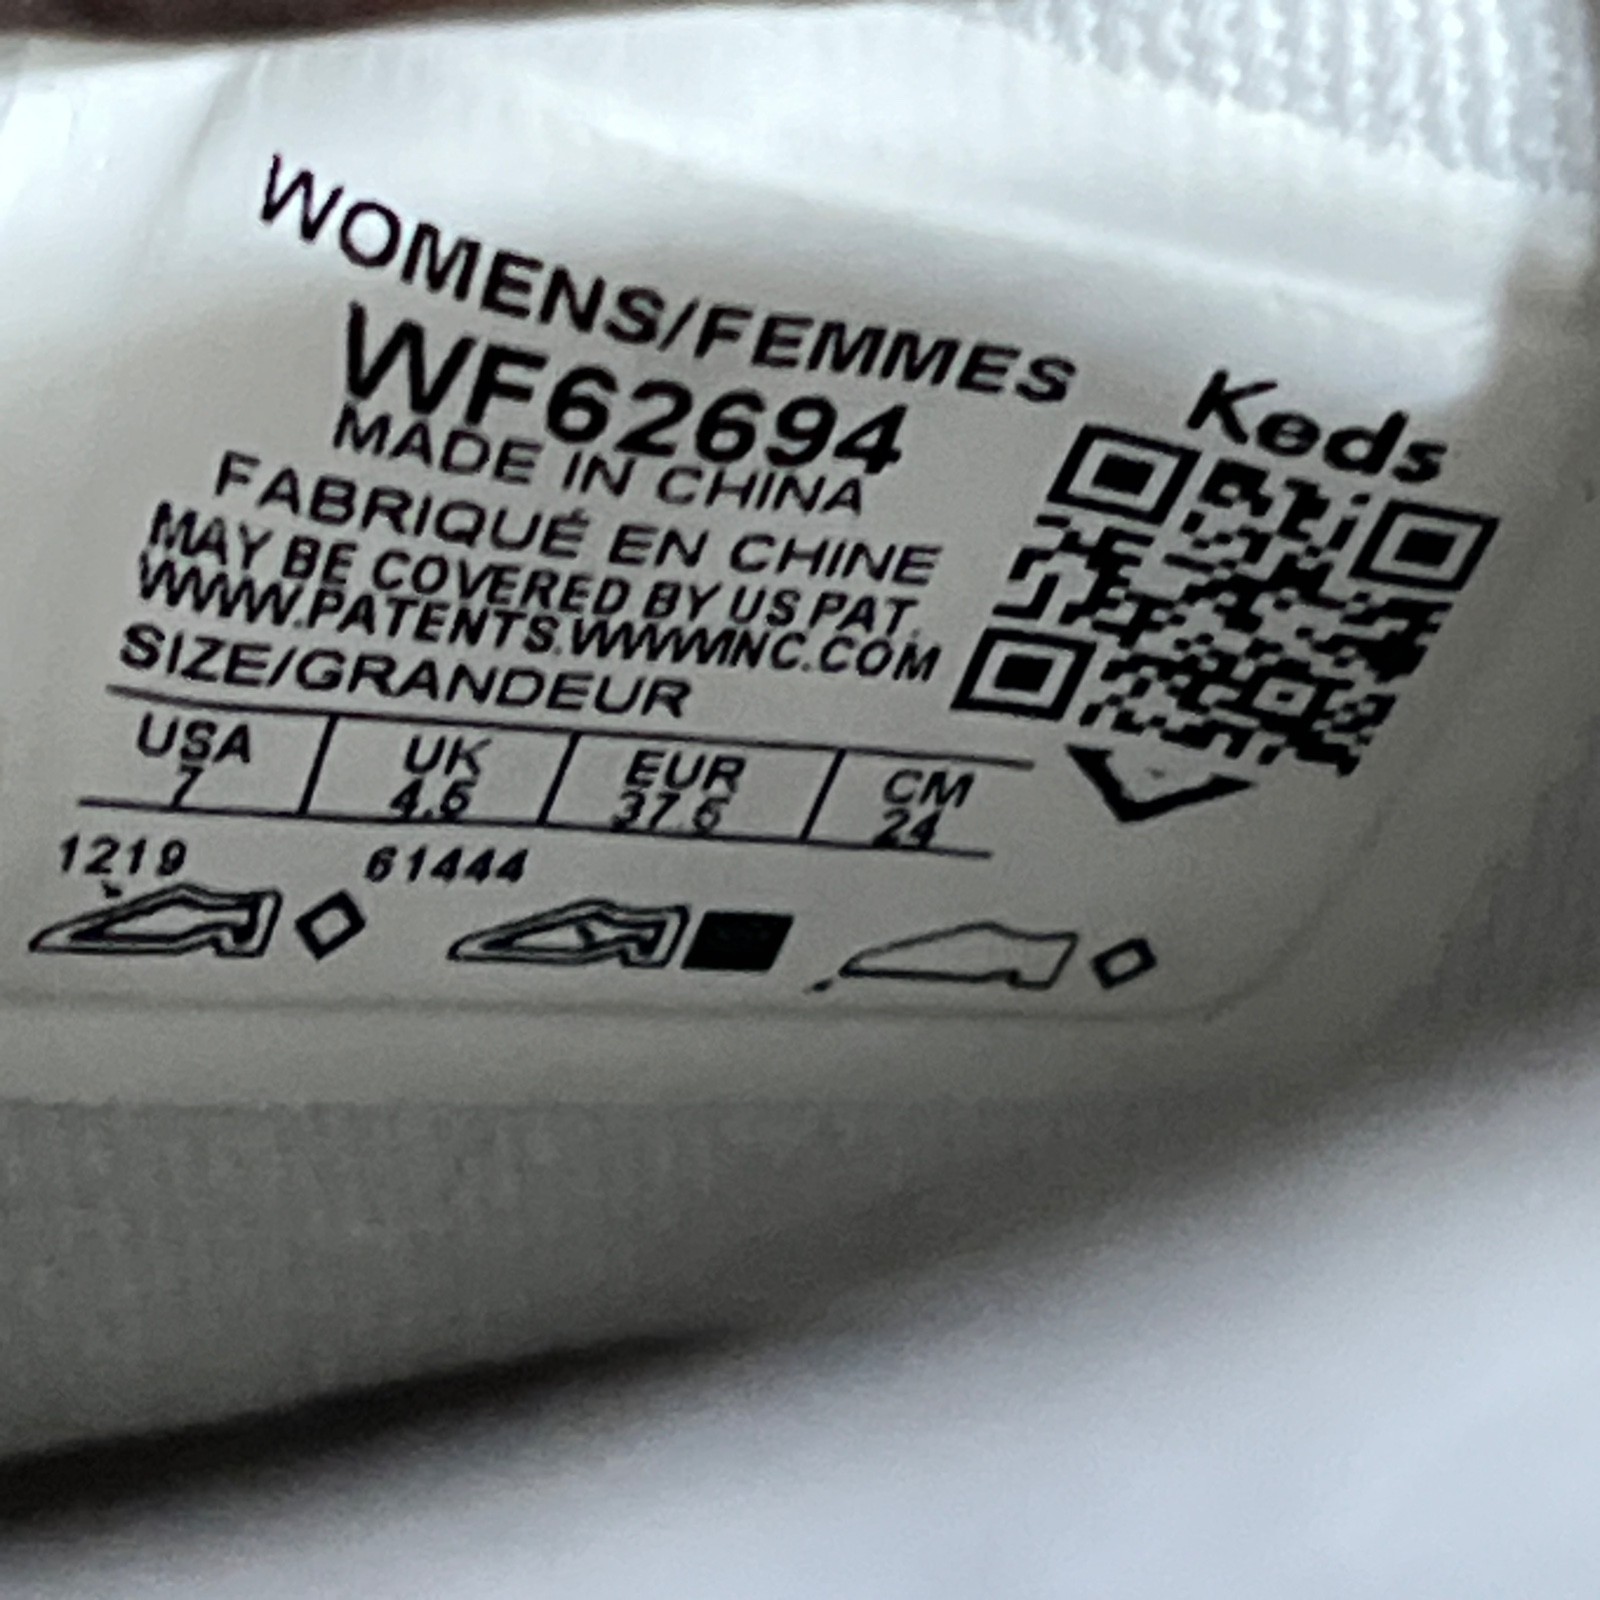 WOMENS/FEMMES
WF62694
MADE IN CHINA
FABRIQUÉ EN CHINE
MAY BE COVERED BY US PAT.
WWW.PATENTS.WWWINC.COM
SIZE/GRANDEUR
USA UK EUR CM
7 4.5 37.5 24
1219 61444
Keds